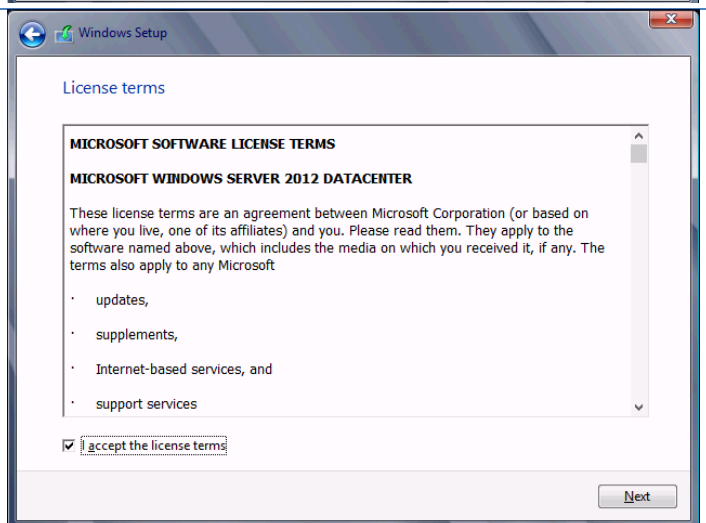 Windows Setup
License terms
MICROSOFT SOFTWARE LICENSE TERMS
MICROSOFT WINDOWS SERVER 2012 DATACENTER
These license terms are an agreement between Microsoft Corporation (or based on
where you live, one of its affiliates) and you. Please read them. They apply to the
software named above, which includes the media on which you received it, if any. The
terms also apply to any Microsoft
· updates,
· supplements,
· Internet-based services, and
· support services
I accept the license terms
Next